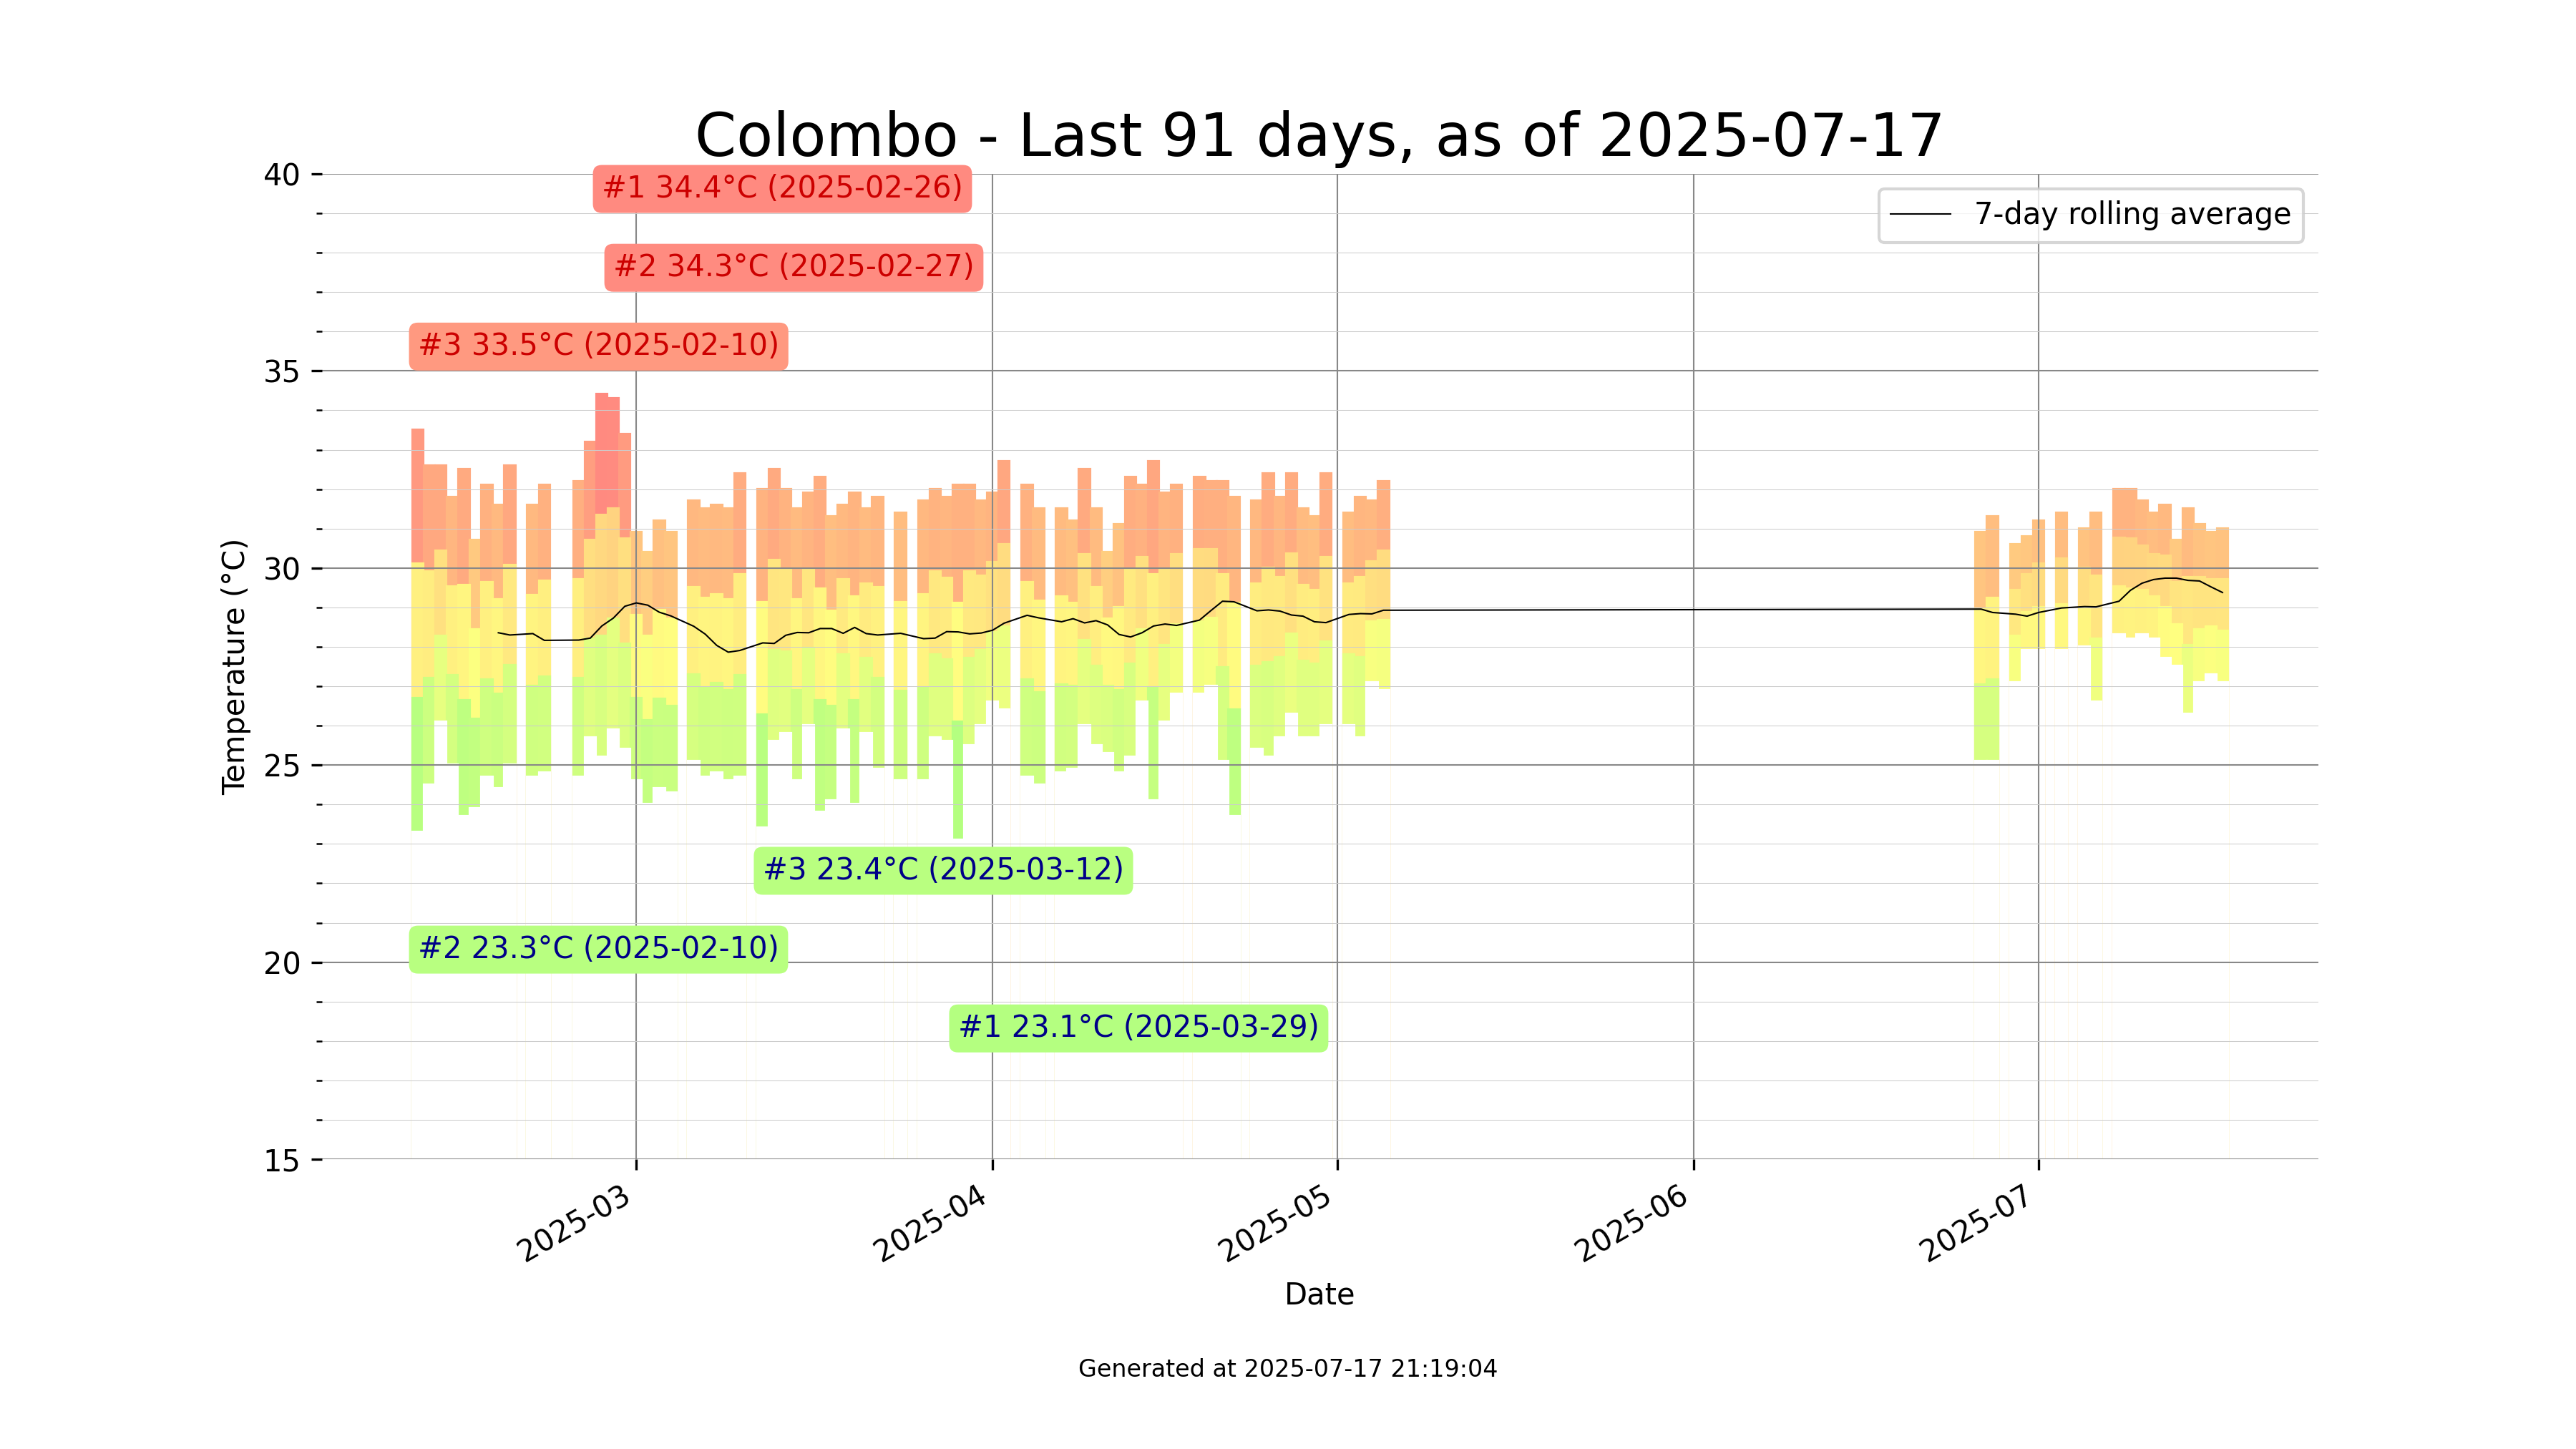 Colombo - Last 91 days, as of 2025-07-17
40
#1 34.4°C (2025-02-26)
7-day rolling average
#2 34.3°C (2025-02-27)
#3 33.5°C (2025-02-10)
35
30
Temperature (°C)
25
#3 23.4°C (2025-03-12)
#2 23.3°C (2025-02-10)
20
#1 23.1°C (2025-03-29)
15
2025-03
2025-04
2025-05
2025-06
2025-07
Date
Generated at 2025-07-17 21:19:04